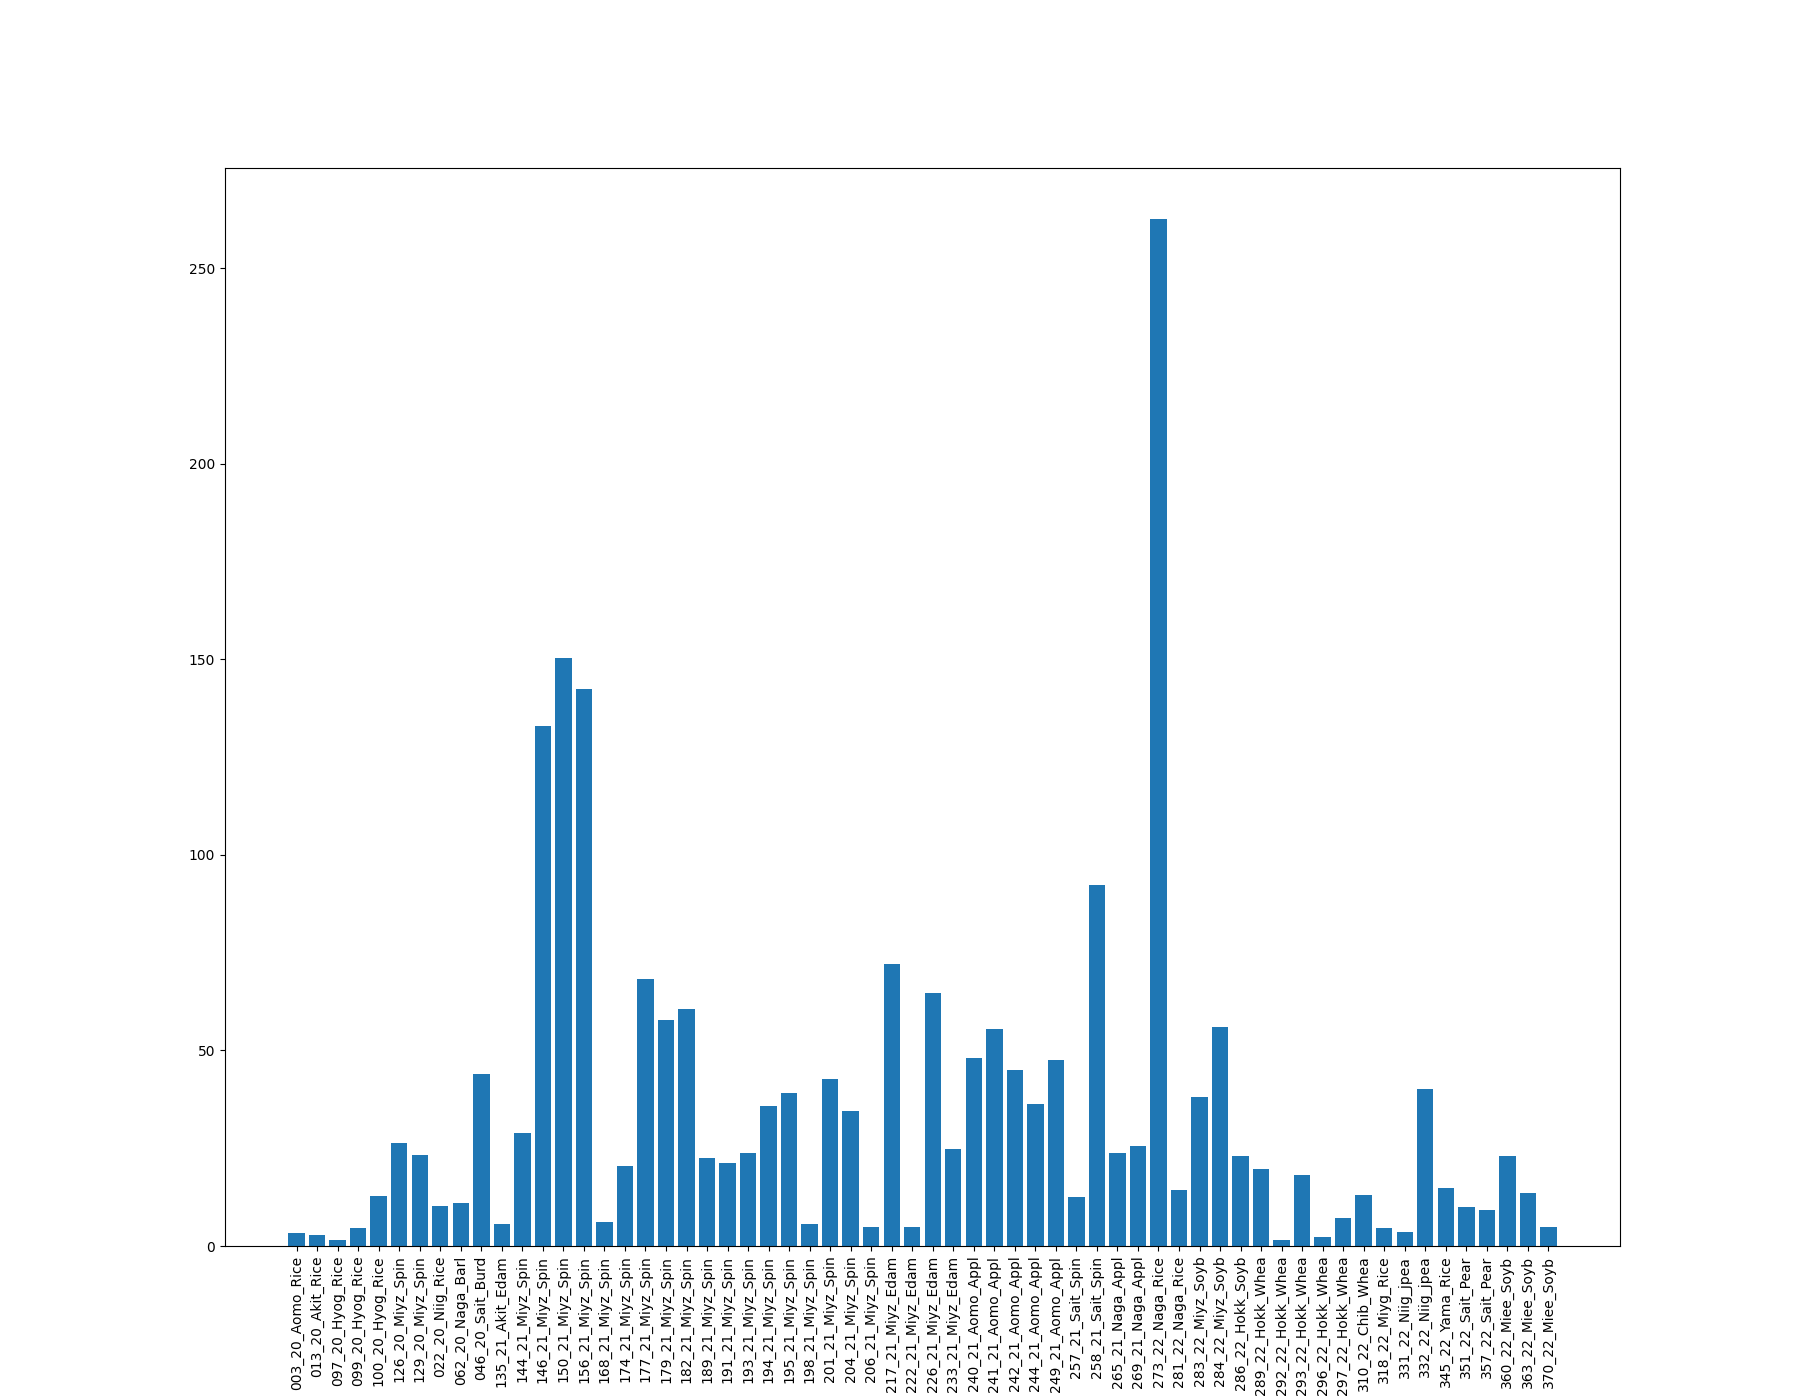 250
200
150
100
50
0
003_20_Aomo_Rice
013_20_Akit_Rice
097_20_Hyog_Rice
099_20_Hyog_Rice
100_20_Hyog_Rice
126_20_Miyz_Spin
129_20_Miyz_Spin
022_20_Niig_Rice
062_20_Naga_Barl
046_20_Sait_Burd
135_21_Akit_Edam
144_21_Miyz_Spin
146_21_Miyz_Spin
150_21_Miyz_Spin
156_21_Miyz_Spin
168_21_Miyz_Spin
174_21_Miyz_Spin
177_21_Miyz_Spin
179_21_Miyz_Spin
182_21_Miyz_Spin
189_21_Miyz_Spin
191_21_Miyz_Spin
193_21_Miyz_Spin
194_21_Miyz_Spin
195_21_Miyz_Spin
198_21_Miyz_Spin
201_21_Miyz_Spin
204_21_Miyz_Spin
206_21_Miyz_Spin
217_21_Miyz_Edam
222_21_Miyz_Edam
226_21_Miyz_Edam
233_21_Miyz_Edam
240_21_Aomo_Appl
241_21_Aomo_Appl
242_21_Aomo_Appl
244_21_Aomo_Appl
249_21_Aomo_Appl
257_21_Sait_Spin
258_21_Sait_Spin
265_21_Naga_Appl
269_21_Naga_Appl
273_22_Naga_Rice
281_22_Naga_Rice
283_22_Miyz_Soyb
284_22_Miyz_Soyb
286_22_Hokk_Soyb
289_22_Hokk_Whea
292_22_Hokk_Whea
293_22_Hokk_Whea
296_22_Hokk_Whea
297_22_Hokk_Whea
310_22_Chib_Whea
318_22_Miyg_Rice
331_22_Niig_jpea
332_22_Niig_jpea
345_22_Yama_Rice
351_22_Sait_Pear
357_22_Sait_Pear
360_22_Miee_Soyb
363_22_Miee_Soyb
370_22_Miee_Soyb